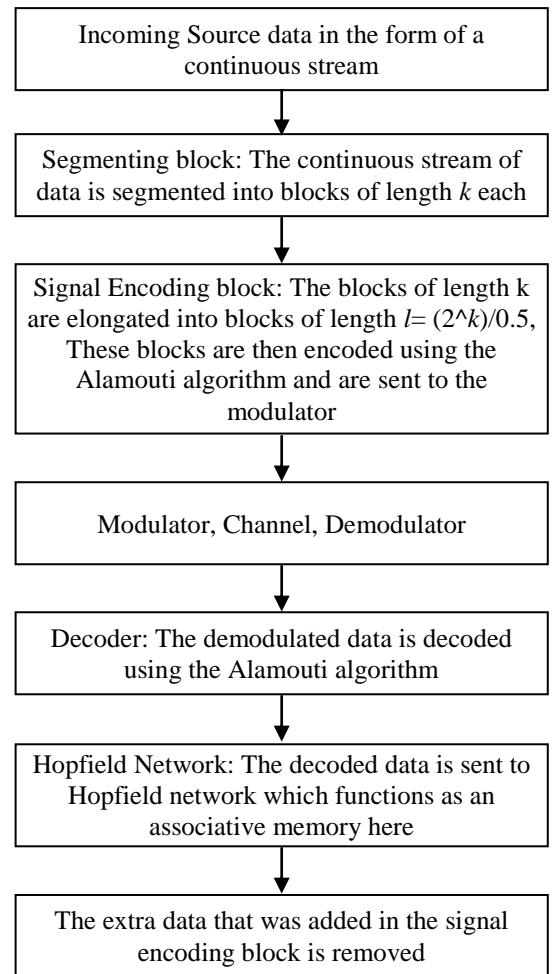 Incoming Source data in the form of a
continuous stream
Segmenting block: The continuous stream of
data is segmented into blocks of length k each
Signal Encoding block: The blocks of length k
are elongated into blocks of length l= (2^k)/0.5,
These blocks are then encoded using the
Alamouti algorithm and are sent to the
modulator
Modulator, Channel, Demodulator
Decoder: The demodulated data is decoded
using the Alamouti algorithm
Hopfield Network: The decoded data is sent to
Hopfield network which functions as an
associative memory here
The extra data that was added in the signal
encoding block is removed